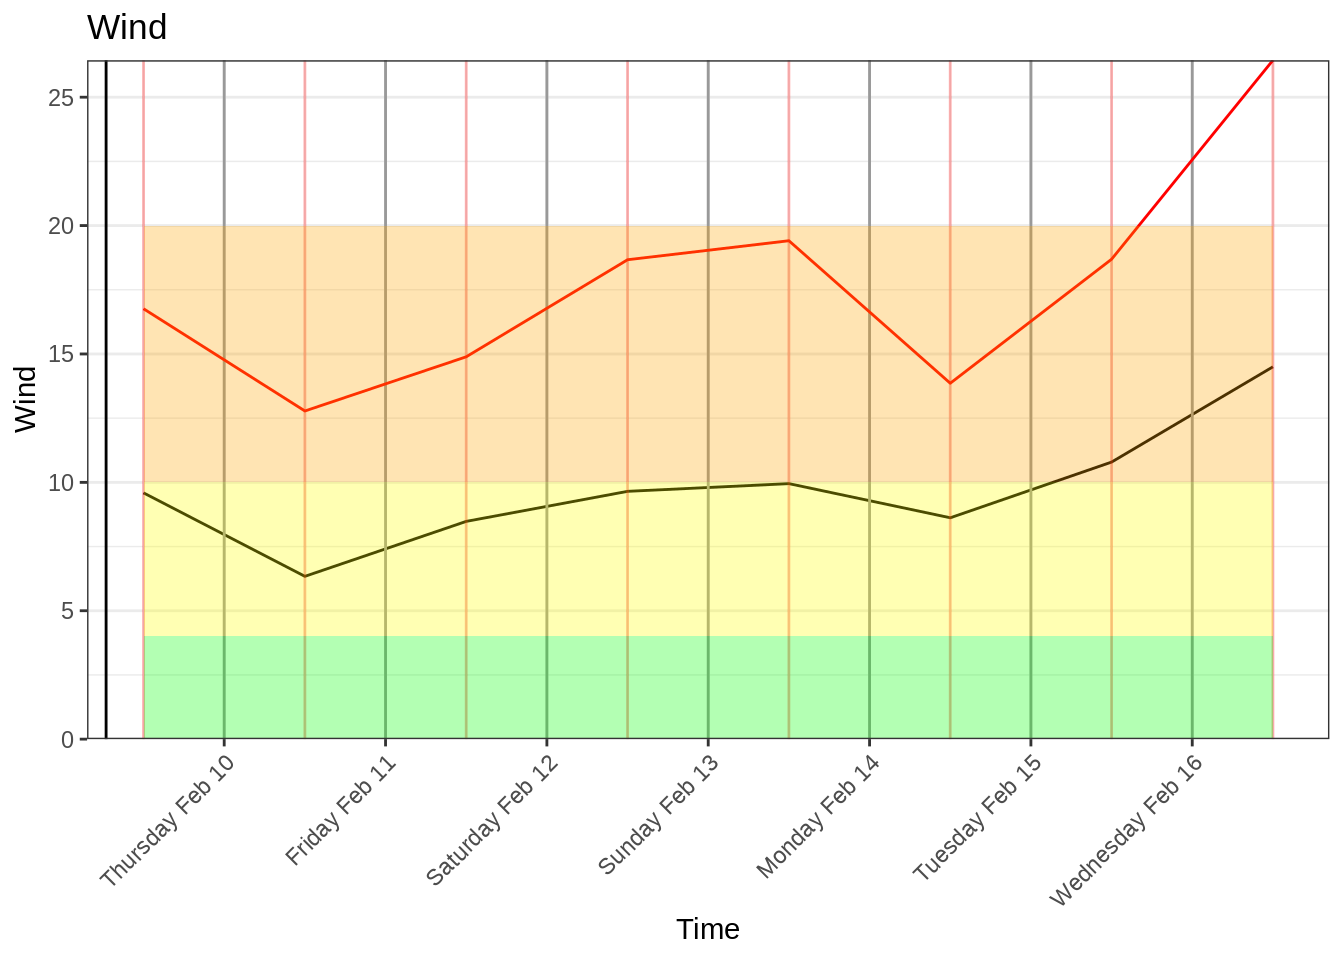 Wind
25
20
15
10
5
0
Wind
Thursday Feb 10
Friday Feb 11
Saturday Feb 12
Sunday Feb 13
Monday Feb 14
Tuesday Feb 15
Wednesday Feb 16
Time